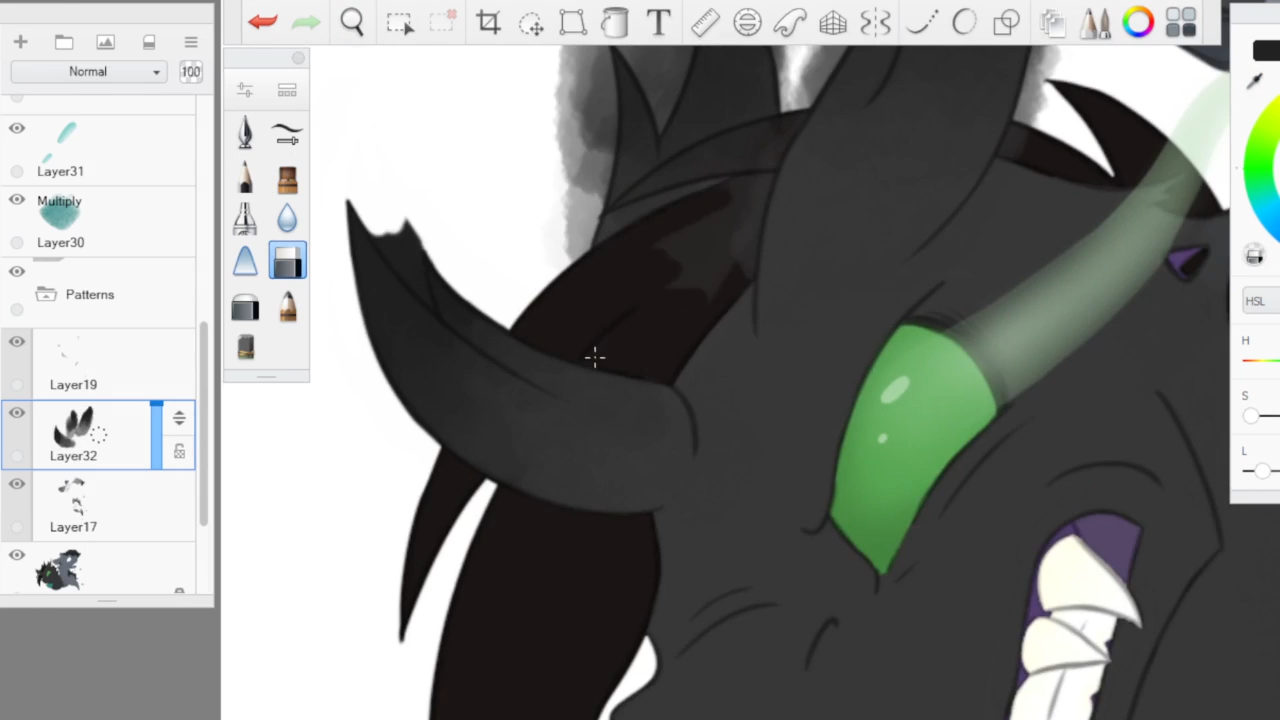 Normal
100
Layer31
Multiply
Layer30
Patterns
Layer19
Layer32
Layer17
T
HSL
H
S
L